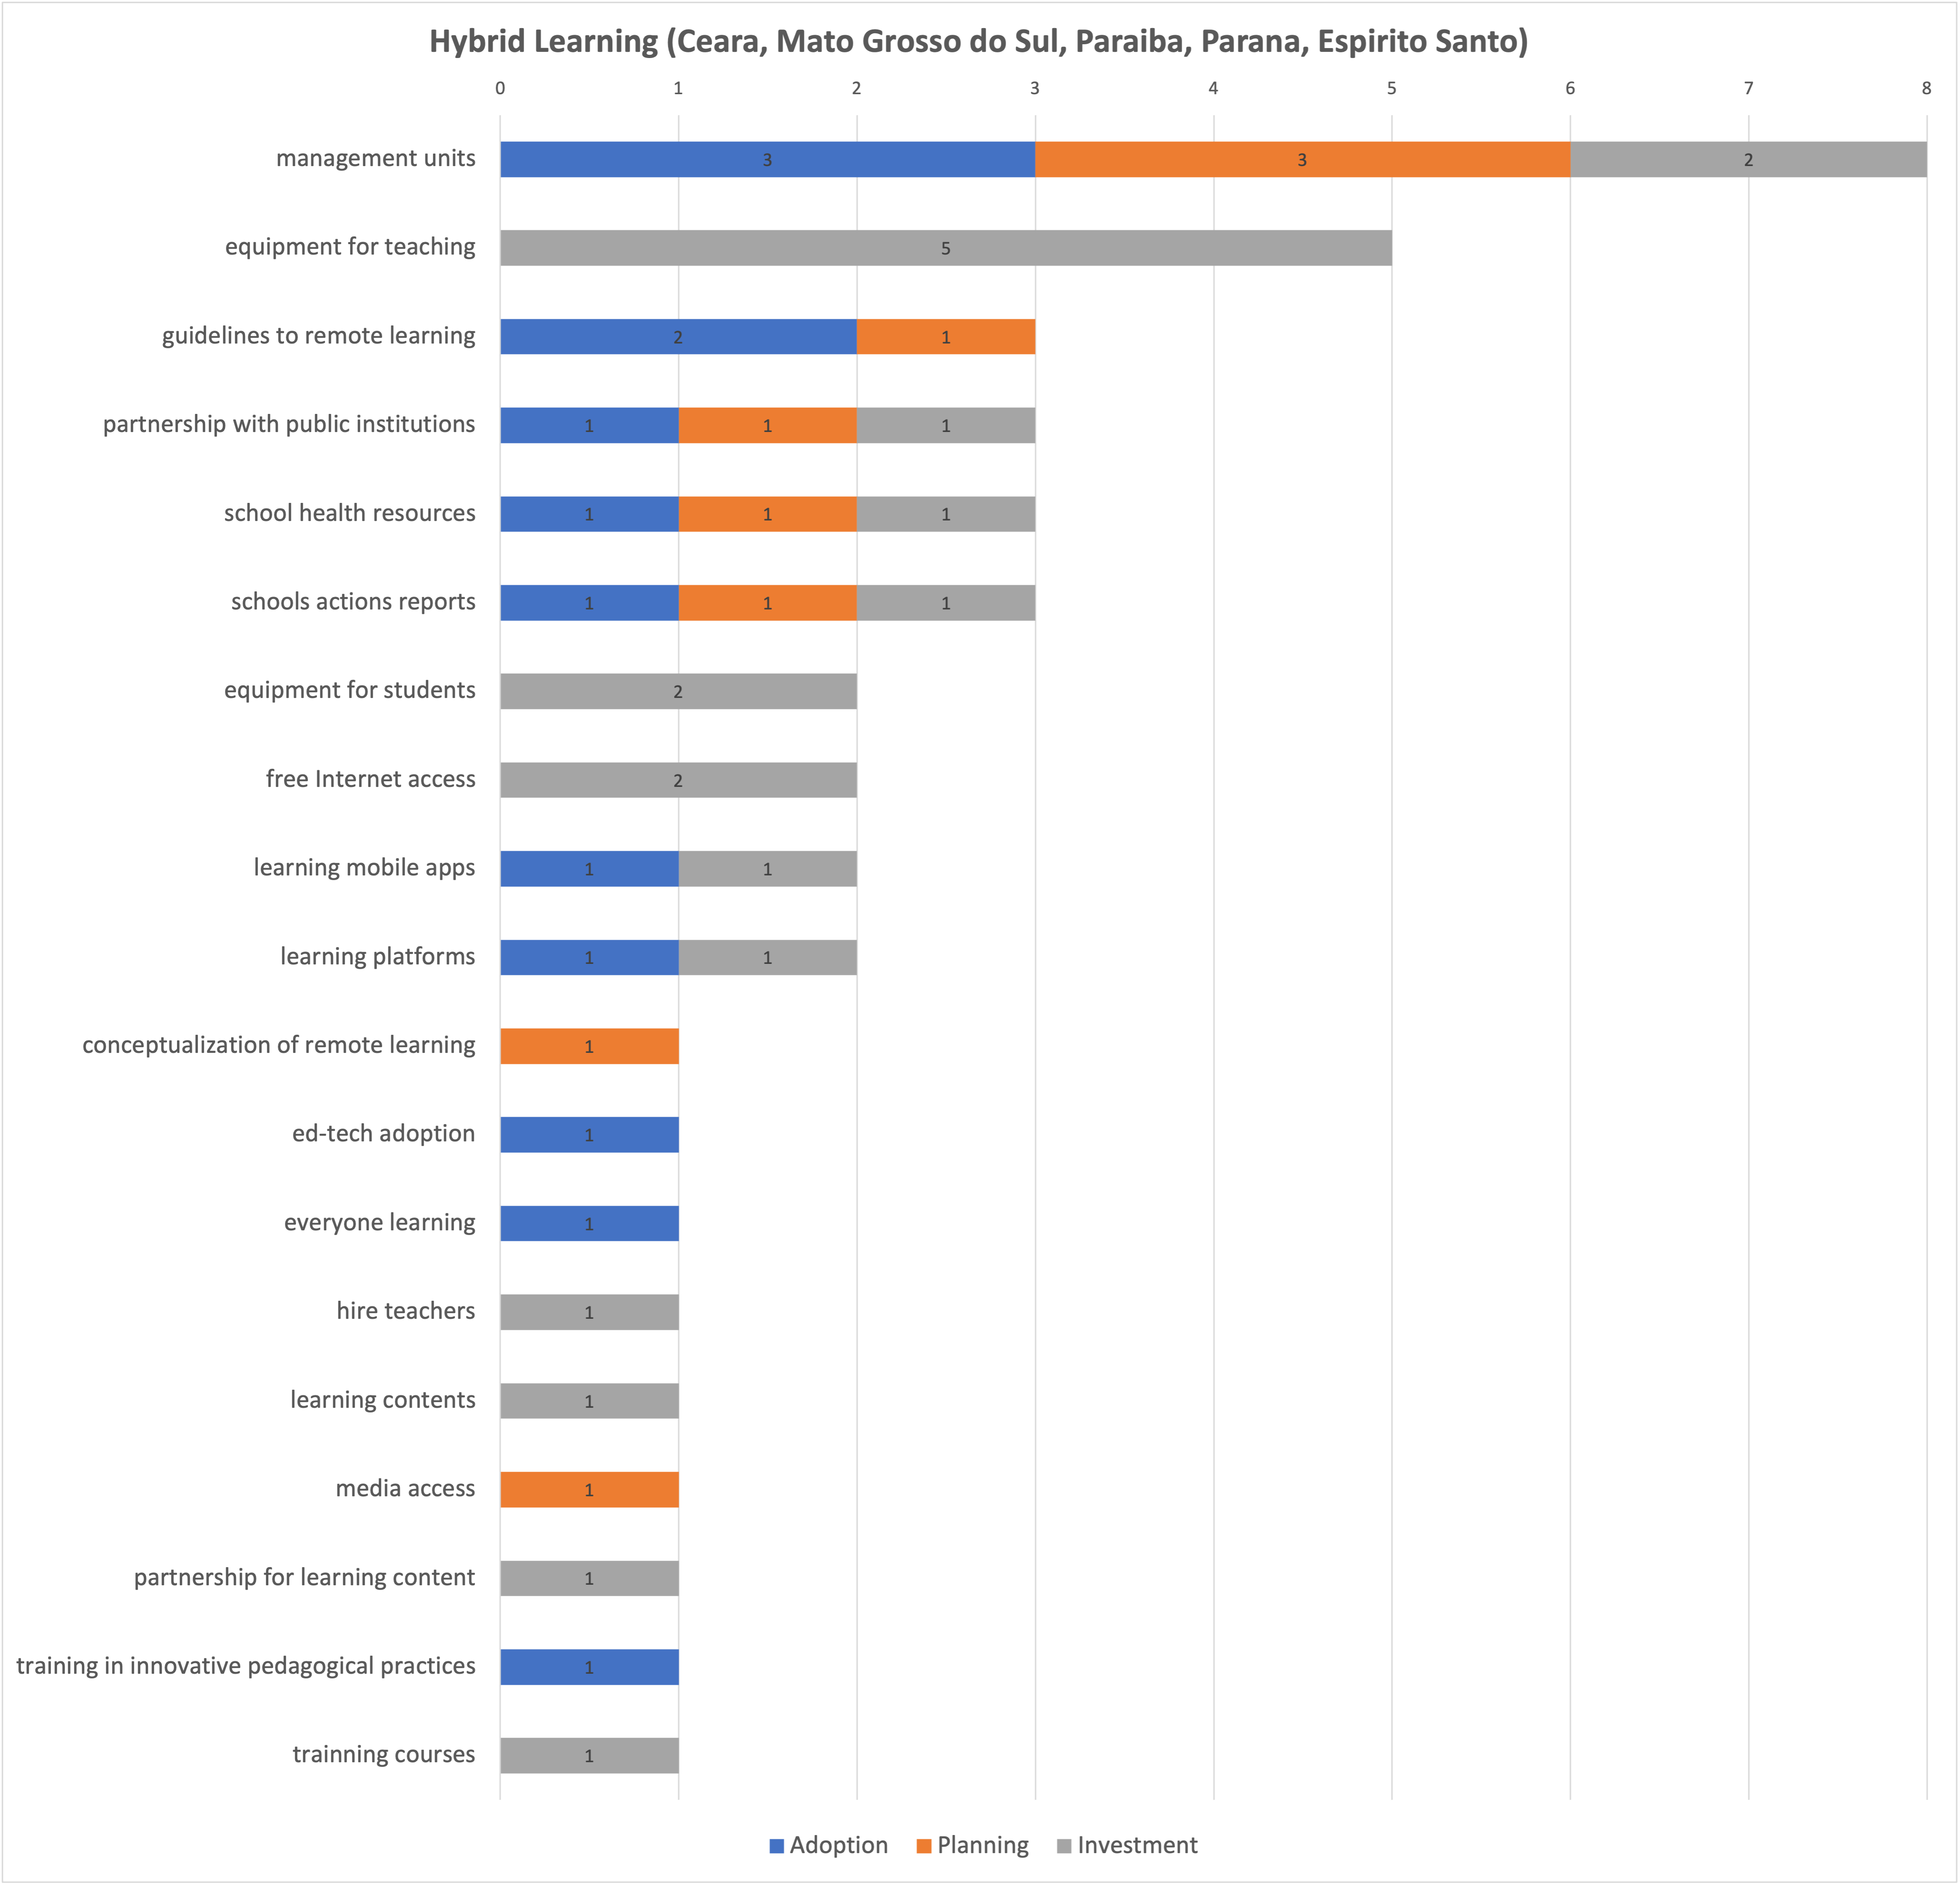 Hybrid Learning (Ceara, Mato Grosso do Sul, Paraiba, Parana, Espirito Santo)
0 1 2 3 4 5 6 7 8
management units 3 3 2
equipment for teaching 5
guidelines to remote learning 2 1
partnership with public institutions 1 1 1
school health resources 1 1 1
schools actions reports 1 1 1
equipment for students 2
free Internet access 2
learning mobile apps 1 1
learning platforms 1 1
conceptualization of remote learning 1
ed-tech adoption 1
everyone learning 1
hire teachers 1
learning contents 1
media access 1
partnership for learning content 1
training in innovative pedagogical practices 1
trainning courses 1
Adoption Planning Investment